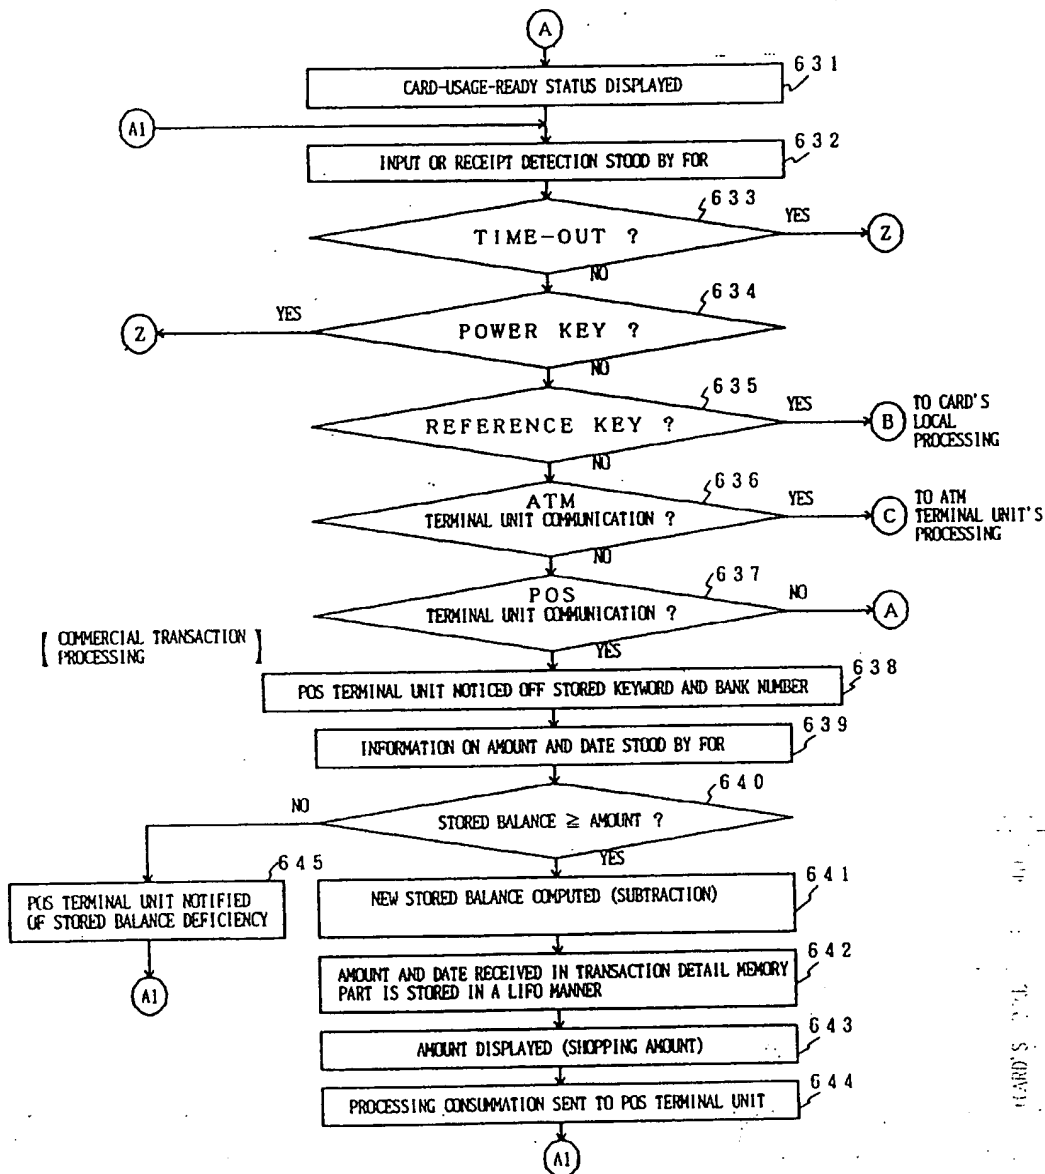 A
631
CARD-USAGE-READY STATUS DISPLAYED
A1
632
INPUT OR RECEIPT DETECTION STOOD BY FOR
633
TIME-OUT ?
YES
Z
NO
634
POWER KEY ?
YES
Z
NO
635
REFERENCE KEY ?
YES
B
TO CARD'S
LOCAL
PROCESSING
NO
636
ATM
TERMINAL UNIT COMMUNICATION ?
YES
C
TO ATM
TERMINAL UNIT'S
PROCESSING
NO
637
POS
TERMINAL UNIT COMMUNICATION ?
NO
A
YES
[ COMMERCIAL TRANSACTION
PROCESSING ]
638
POS TERMINAL UNIT NOTICED OFF STORED KEYWORD AND BANK NUMBER
639
INFORMATION ON AMOUNT AND DATE STOOD BY FOR
640
STORED BALANCE ≧ AMOUNT ?
NO
YES
645
POS TERMINAL UNIT NOTIFIED
OF STORED BALANCE DEFICIENCY
A1
641
NEW STORED BALANCE COMPUTED (SUBTRACTION)
642
AMOUNT AND DATE RECEIVED IN TRANSACTION DETAIL MEMORY
PART IS STORED IN A LIFO MANNER
643
AMOUNT DISPLAYED (SHOPPING AMOUNT)
644
PROCESSING CONSUMMATION SENT TO POS TERMINAL UNIT
A1
CARD'S